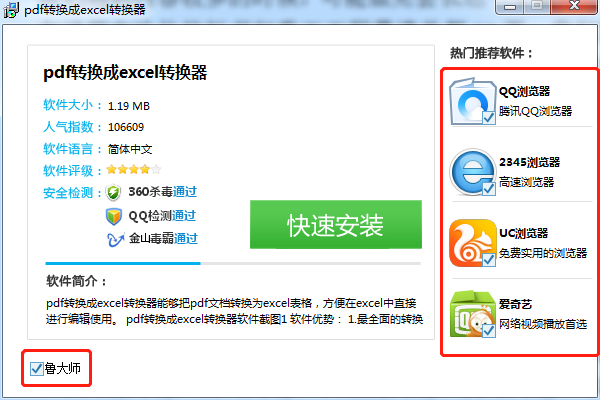 pdf转换成excel转换器
pdf转换成excel转换器
软件大小： 1.19 MB
人气指数： 106609
软件语言： 简体中文
软件评级：
安全检测： 360杀毒通过
QQ检测通过
金山毒霸通过
快速安装
软件简介：
pdf转换成excel转换器能够把pdf文档转换为excel表格，方便在excel中直接
进行编辑使用。 pdf转换成excel转换器软件截图1 软件优势： 1.最全面的转换
鲁大师
热门推荐软件：
QQ浏览器
腾讯QQ浏览器
2345浏览器
高速浏览器
UC浏览器
免费实用的浏览器
爱奇艺
网络视频播放首选